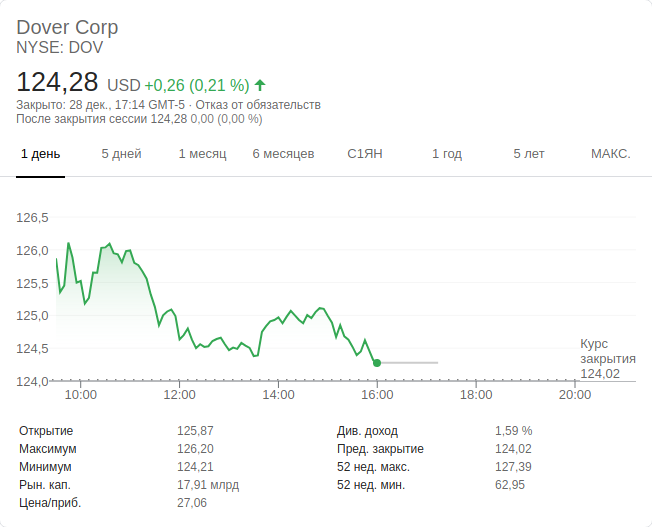 Dover Corp
NYSE: DOV
124,28 USD +0,26 (0,21 %)
Закрыто: 28 дек., 17:14 GMT-5 · Отказ от обязательств
После закрытия сессии 124,28 0,00 (0,00 %)
1 день 5 дней 1 месяц 6 месяцев С1ЯН 1 год 5 лет МАКС.
126,5
126,0
125,5
125,0
124,5
124,0
Курс
закрытия
124,02
10:00 12:00 14:00 16:00 18:00 20:00
Открытие 125,87 Див. доход 1,59 %
Максимум 126,20 Пред. закрытие 124,02
Минимум 124,21 52 нед. макс. 127,39
Рын. кап. 17,91 млрд 52 нед. мин. 62,95
Цена/приб. 27,06